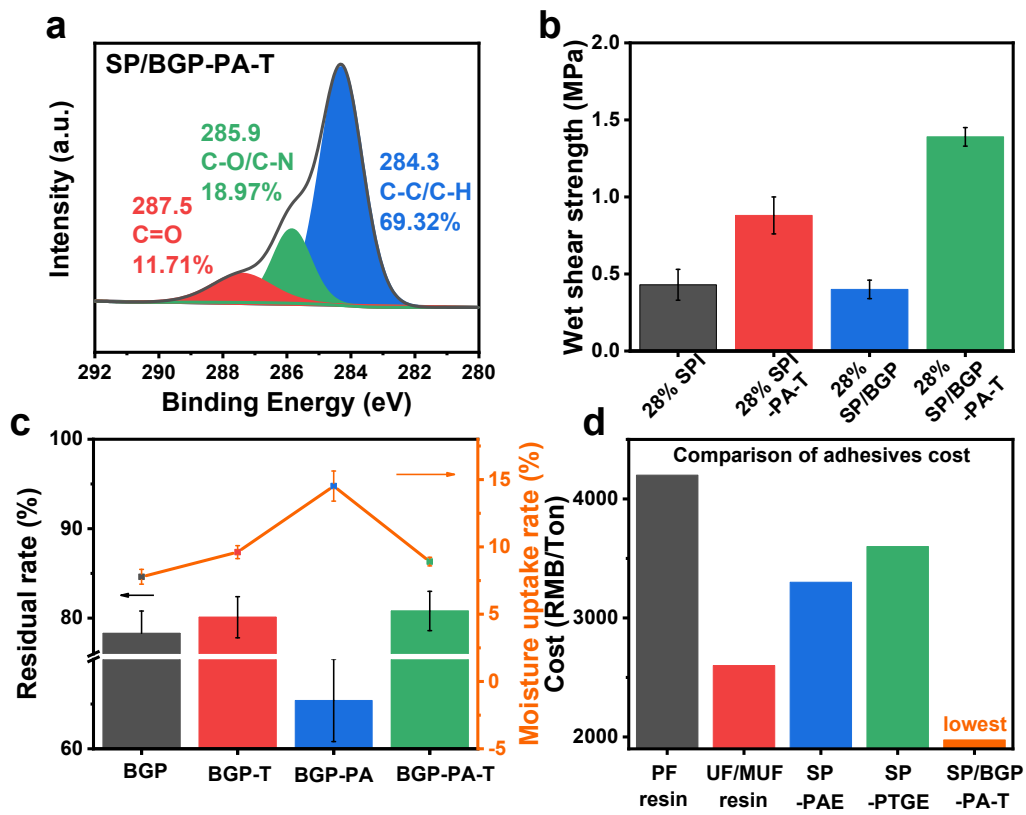 a
SP/BGP-PA-T
285.9
C-O/C-N
18.97%
284.3
C-C/C-H
69.32%
287.5
C=O
11.71%
Intensity (a.u.)
292 290 288 286 284 282 280
Binding Energy (eV)
b
Wet shear strength (MPa)
2.0
1.5
1.0
0.5
0.0
28% SPI
28% SPI
-PA-T
28%
SP/BGP
28%
SP/BGP
-PA-T
c
Residual rate (%)
100
90
80
60
Moisture uptake rate (%)
15
10
5
0
-5
BGP BGP-T BGP-PA BGP-PA-T
d
Comparison of adhesives cost
Cost (RMB/Ton)
4000
3000
2000
lowest
PF
resin
UF/MUF
resin
SP
-PAE
SP
-PTGE
SP/BGP
-PA-T